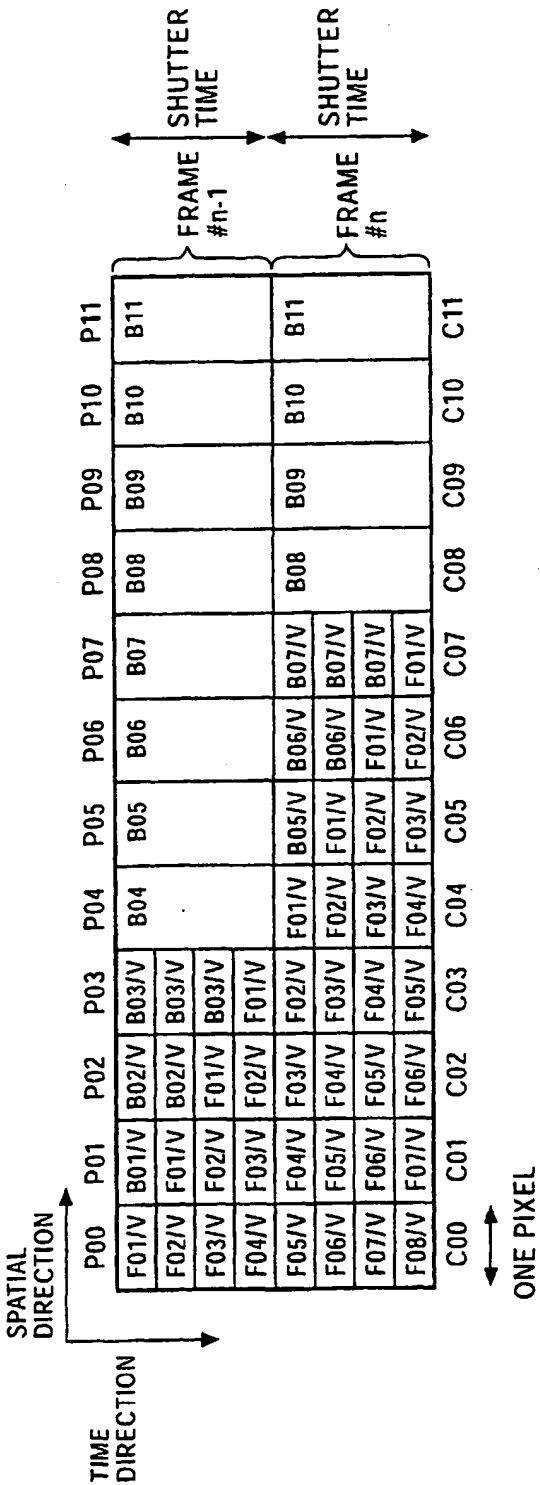 SPATIAL
DIRECTION
TIME
DIRECTION
P00 P01 P02 P03 P04 P05 P06 P07 P08 P09 P10 P11
F01/V B01/V B02/V B03/V B04 B05 B06 B07 B08 B09 B10 B11
F02/V F01/V B02/V B03/V
F03/V F02/V F01/V B03/V
F04/V F03/V F02/V F01/V
FRAME
#n-1
SHUTTER
TIME
F05/V F04/V F03/V F02/V F01/V B05/V B06/V B07/V B08 B09 B10 B11
F06/V F05/V F04/V F03/V F02/V F01/V B06/V B07/V
F07/V F06/V F05/V F04/V F03/V F02/V F01/V B07/V
F08/V F07/V F06/V F05/V F04/V F03/V F02/V F01/V
FRAME
#n
SHUTTER
TIME
C00 C01 C02 C03 C04 C05 C06 C07 C08 C09 C10 C11
ONE PIXEL